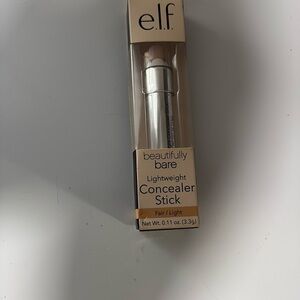 e.l.f.
beautifully
bare
Lightweight
Concealer
Stick
Fair / Light
Net Wt. 0.11 oz. (3.3g)